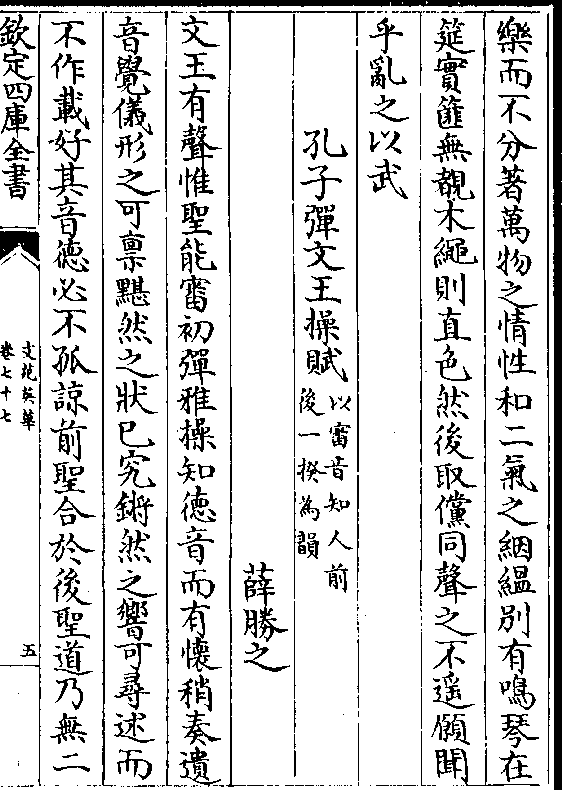 樂而不分著萬物之情性和二氣之絪縕別有鳴琴在
筵實篚無覿木繩則直色然後取儻同聲之不遥願聞
乎亂之以武
孔子彈文王操賦以審音知人前
後一揆為韻
薛勝之
文王有聲惟聖能審初彈雅操知徳音而有懷稍奏遺
音覺儀形之可禀黮然之狀已究鏘然之響可尋述而
不作載好其音徳必不孤諒前聖合於後聖道乃無二
欽定四庫全書
文苑英華
卷七十七
五